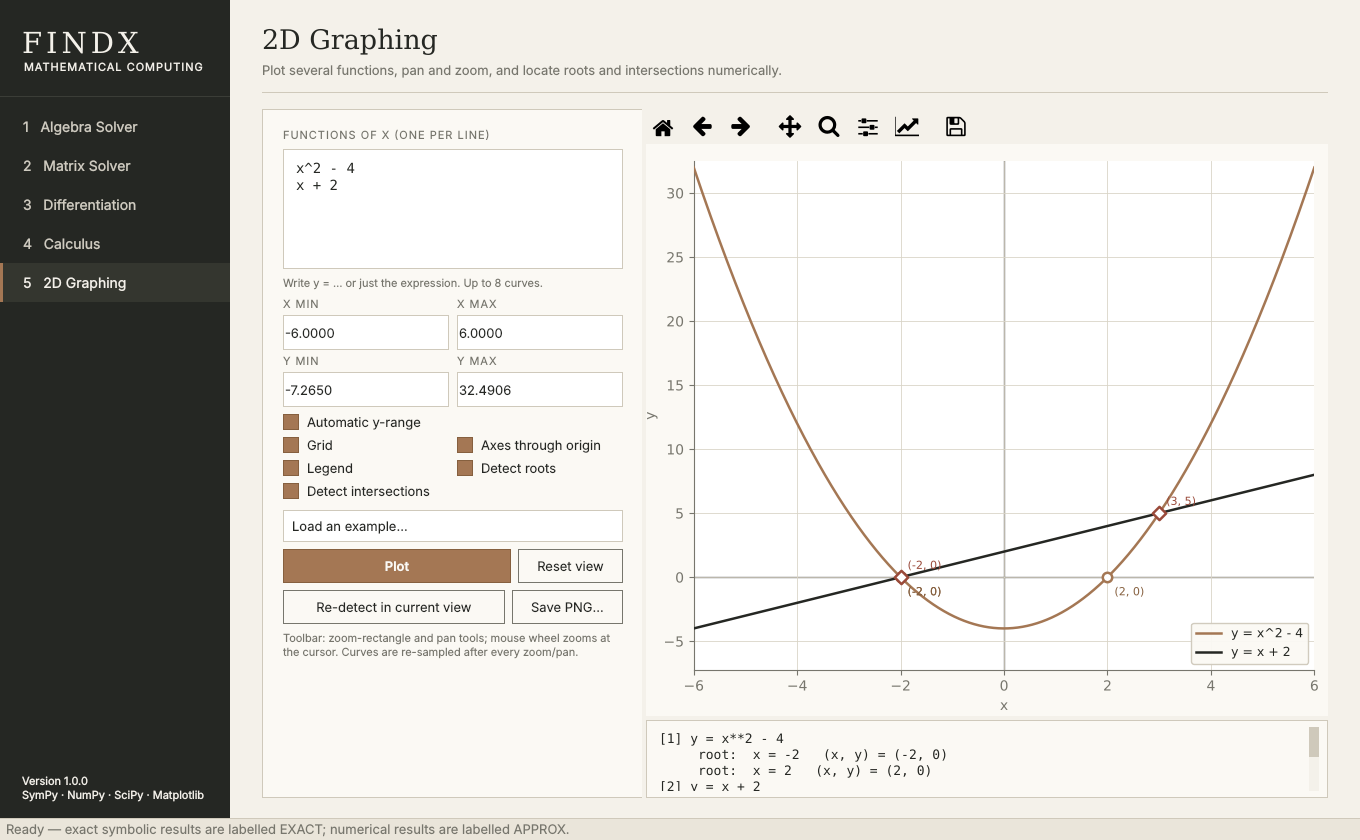 FINDX
MATHEMATICAL COMPUTING
1 Algebra Solver
2 Matrix Solver
3 Differentiation
4 Calculus
5 2D Graphing
Version 1.0.0
SymPy · NumPy · SciPy · Matplotlib
2D Graphing
Plot several functions, pan and zoom, and locate roots and intersections numerically.
FUNCTIONS OF X (ONE PER LINE)
x^2 - 4
x + 2
Write y = ... or just the expression. Up to 8 curves.
X MIN X MAX
-6.0000 6.0000
Y MIN Y MAX
-7.2650 32.4906
Automatic y-range
Grid Axes through origin
Legend Detect roots
Detect intersections
Load an example...
Plot Reset view
Re-detect in current view Save PNG...
Toolbar: zoom-rectangle and pan tools; mouse wheel zooms at
the cursor. Curves are re-sampled after every zoom/pan.
30
25
20
15
10
5
0
−5
y
(3, 5)
(-2, 0)
(-2, 0)
(2, 0)
y = x^2 - 4
y = x + 2
−6 −4 −2 0 2 4 6
x
[1] y = x**2 - 4
root: x = -2 (x, y) = (-2, 0)
root: x = 2 (x, y) = (2, 0)
[2] y = x + 2
Ready — exact symbolic results are labelled EXACT; numerical results are labelled APPROX.